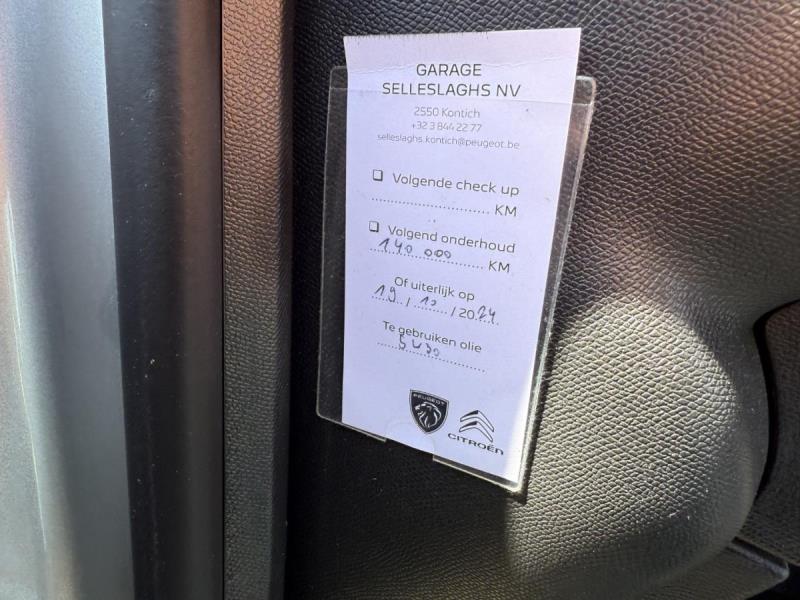 GARAGE
SELLESLAGHS NV
2550 Kontich
+32 3 844 22 77
selleslaghs.kontich@peugeot.be
Volgende check up
.............................. KM
Volgend onderhoud
140 000 KM
Of uiterlijk op
19 / 10 / 2024
Te gebruiken olie
5W30
PEUGEOT
CITROËN